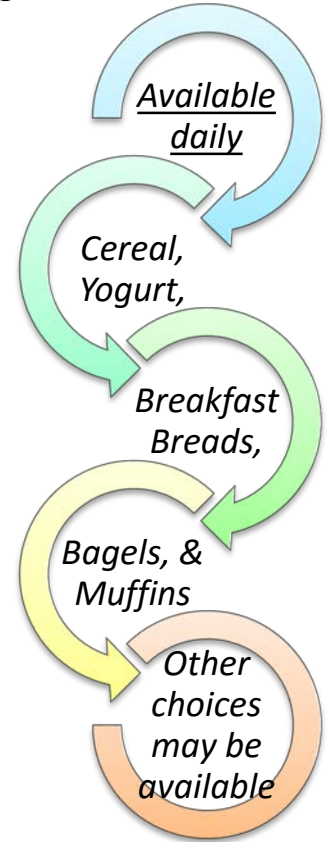 Available
daily
Cereal,
Yogurt,
Breakfast
Breads,
Bagels, &
Muffins
Other
choices
may be
available